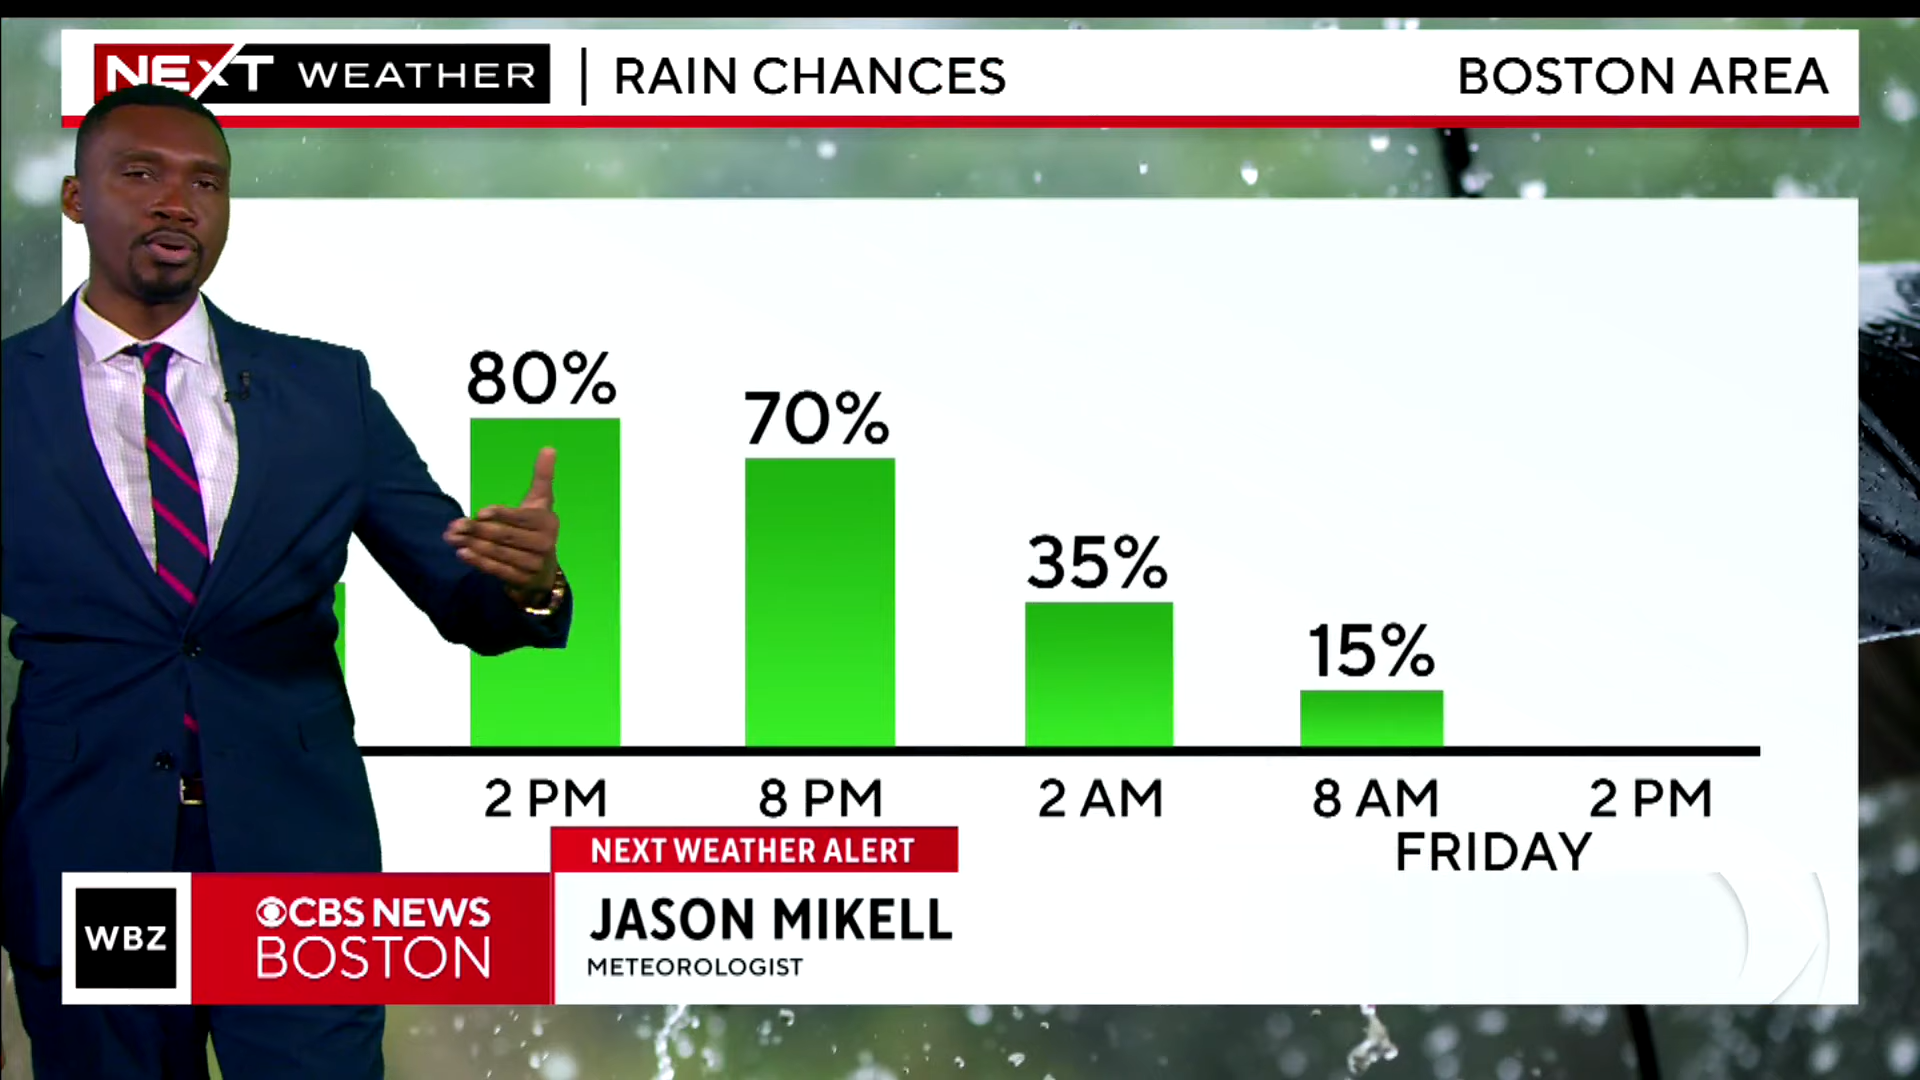 NEXT WEATHER | RAIN CHANCES BOSTON AREA
80%
70%
35%
15%
2 PM 8 PM 2 AM 8 AM 2 PM
FRIDAY
NEXT WEATHER ALERT
WBZ
CBS NEWS
BOSTON
JASON MIKELL
METEOROLOGIST